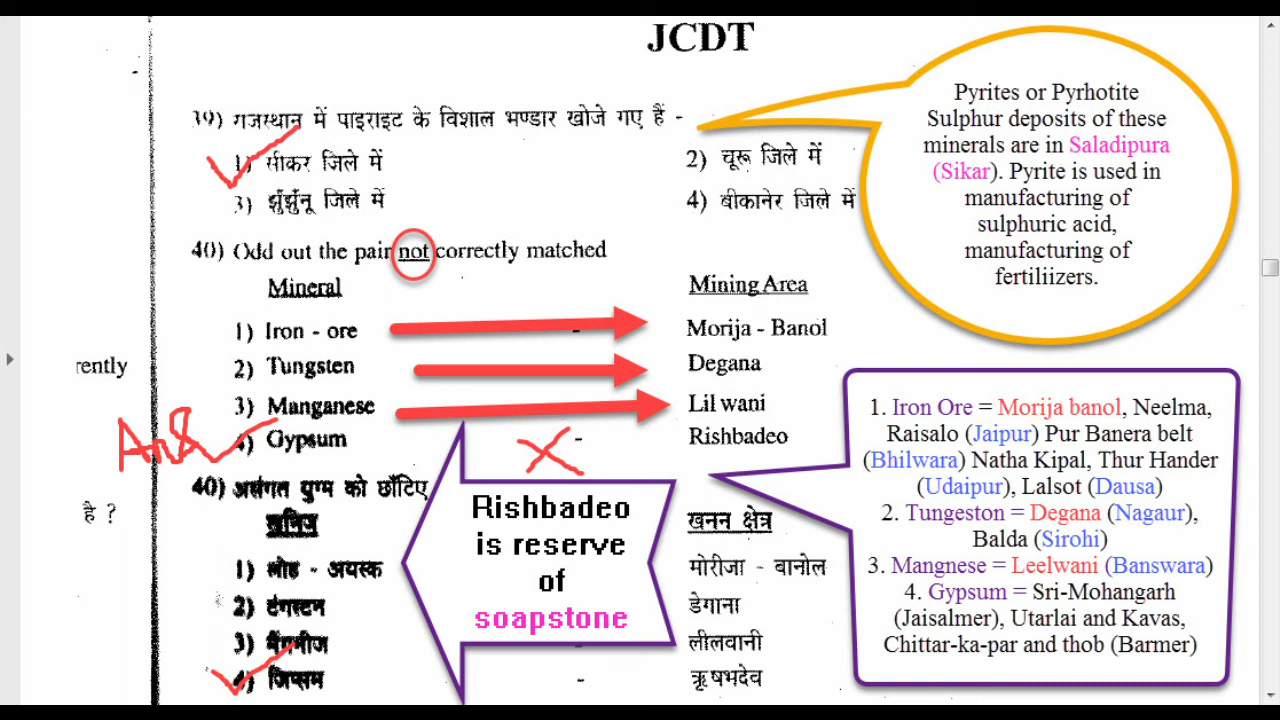 JCDT
39) राजस्थान में पाइराइट के विशाल भण्डार खोजे गए हैं -
1) सीकर जिले में
2) चूरू जिले में
3) झुंझुंनू जिले में
4) बीकानेर जिले में
Pyrites or Pyrhotite
Sulphur deposits of these
minerals are in Saladipura
(Sikar). Pyrite is used in
manufacturing of
sulphuric acid,
manufacturing of
fertiliizers.
40) Odd out the pair not correctly matched
Mineral
Mining Area
1) Iron - ore - Morija - Banol
2) Tungsten Degana
3) Manganese Lil wani
4) Gypsum - Rishbadeo
rently
Ans
है ?
40) असंगत युग्म को छाँटिए
खनिज
खनन क्षेत्र
1) लोह - अयस्क मोरीजा - बानोल
2) टंगस्टन डेगाना
3) मैंगनीज - लीलवानी
4) जिप्सम - ऋषभदेव
Rishbadeo
is reserve
of
soapstone
1. Iron Ore = Morija banol, Neelma,
Raisalo (Jaipur) Pur Banera belt
(Bhilwara) Natha Kipal, Thur Hander
(Udaipur), Lalsot (Dausa)
2. Tungeston = Degana (Nagaur),
Balda (Sirohi)
3. Mangnese = Leelwani (Banswara)
4. Gypsum = Sri-Mohangarh
(Jaisalmer), Utarlai and Kavas,
Chittar-ka-par and thob (Barmer)